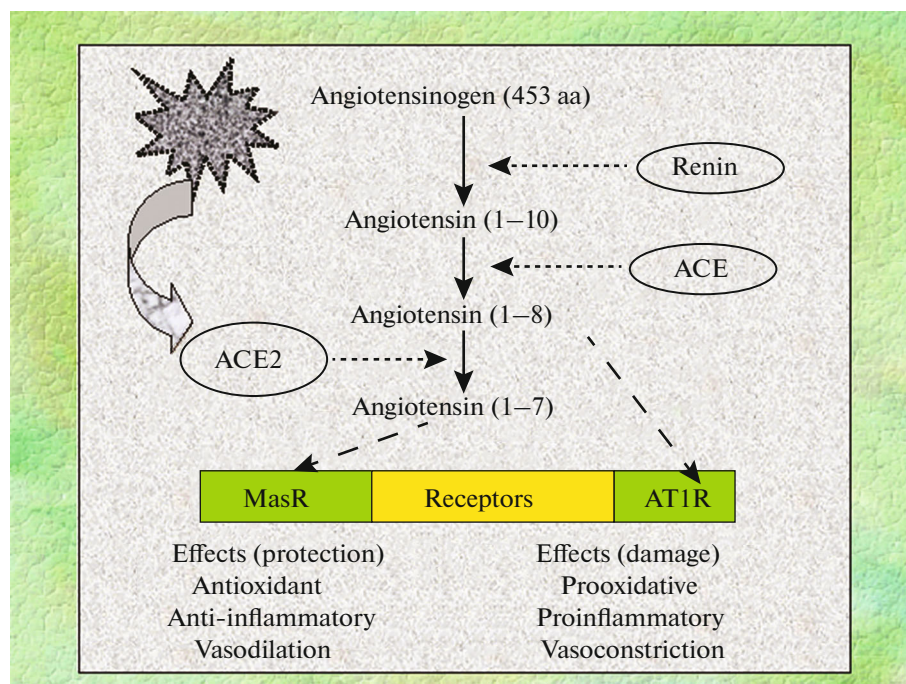 Angiotensinogen (453 aa)
Renin
Angiotensin (1–10)
ACE
Angiotensin (1–8)
ACE2
Angiotensin (1–7)
MasR
Receptors
AT1R
Effects (protection)
Antioxidant
Anti-inflammatory
Vasodilation
Effects (damage)
Prooxidative
Proinflammatory
Vasoconstriction